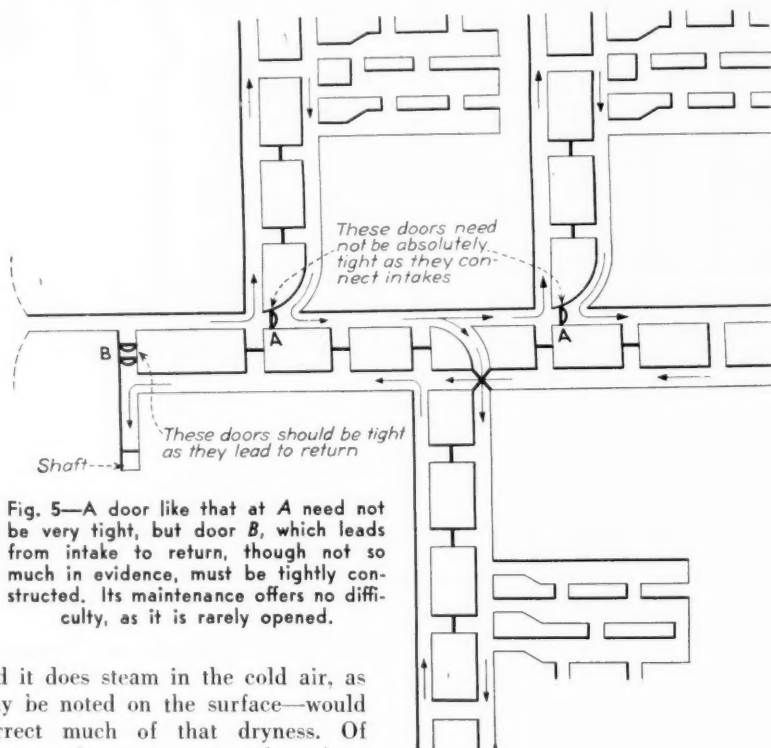 These doors need
not be absolutely
tight as they con-
nect intakes
A
A
B
These doors should be tight
as they lead to return
Shaft
Fig. 5—A door like that at A need not
be very tight, but door B, which leads
from intake to return, though not so
much in evidence, must be tightly con-
structed. Its maintenance offers no diffi-
culty, as it is rarely opened.
it does steam in the cold air, as
be noted on the surface—would
much of that dryness. Of